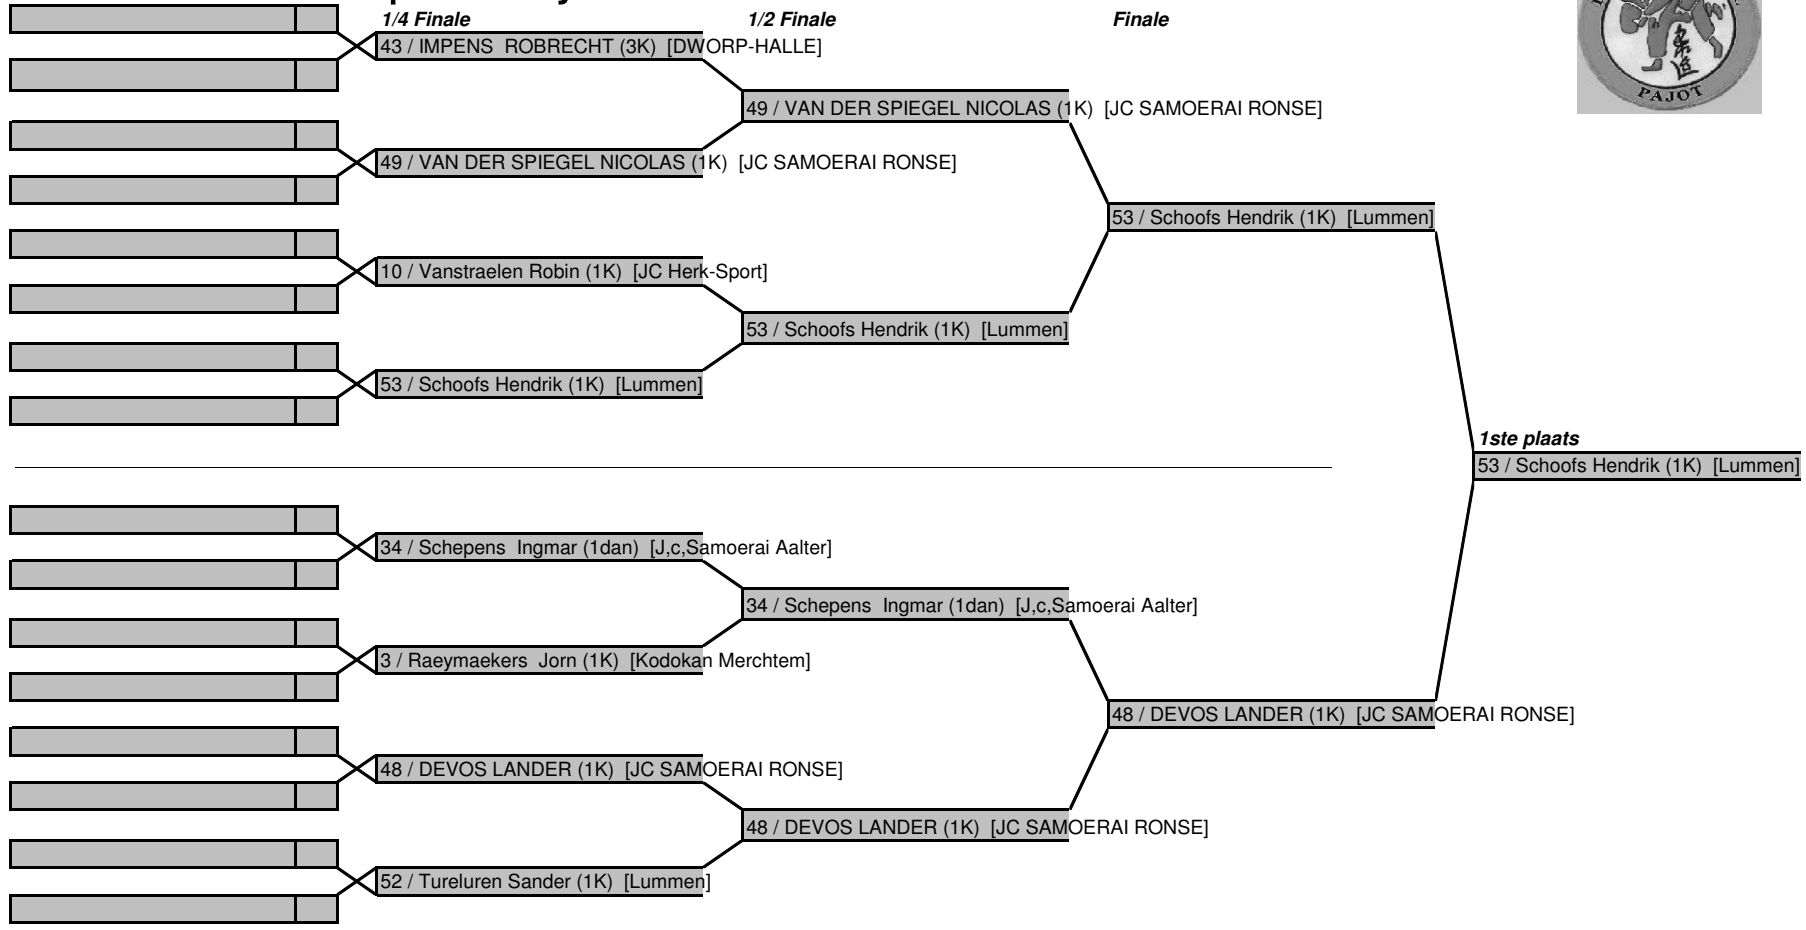 1/4 Finale
1/2 Finale
Finale
43 / IMPENS  ROBRECHT (3K)  [DWORP-HALLE]
49 / VAN DER SPIEGEL NICOLAS (1K)  [JC SAMOERAI RONSE]
49 / VAN DER SPIEGEL NICOLAS (1K)  [JC SAMOERAI RONSE]
53 / Schoofs Hendrik (1K)  [Lummen]
10 / Vanstraelen Robin (1K)  [JC Herk-Sport]
53 / Schoofs Hendrik (1K)  [Lummen]
53 / Schoofs Hendrik (1K)  [Lummen]
1ste plaats
53 / Schoofs Hendrik (1K)  [Lummen]
34 / Schepens  Ingmar (1dan)  [J,c,Samoerai Aalter]
34 / Schepens  Ingmar (1dan)  [J,c,Samoerai Aalter]
3 / Raeymaekers  Jorn (1K)  [Kodokan Merchtem]
48 / DEVOS LANDER (1K)  [JC SAMOERAI RONSE]
48 / DEVOS LANDER (1K)  [JC SAMOERAI RONSE]
48 / DEVOS LANDER (1K)  [JC SAMOERAI RONSE]
52 / Tureluren Sander (1K)  [Lummen]
柔道
PAJOT